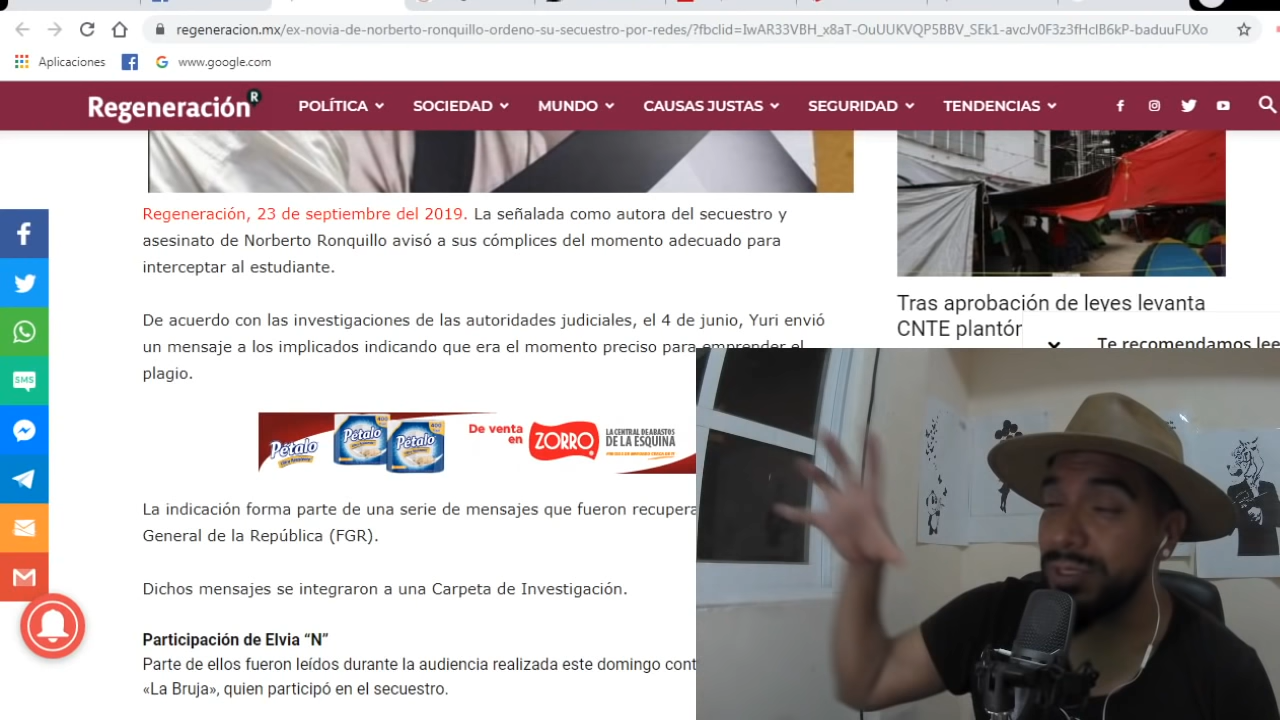 regeneracion.mx/ex-novia-de-norberto-ronquillo-ordeno-su-secuestro-por-redes/?fbclid=IwAR33VBH_x8aT-OuUUKVQP5BBV_SEk1-avcJv0F3z3fHclB6kP-baduuFUXo
Aplicaciones www.google.com
Regeneración R POLÍTICA SOCIEDAD MUNDO CAUSAS JUSTAS SEGURIDAD TENDENCIAS
Regeneración, 23 de septiembre del 2019. La señalada como autora del secuestro y
asesinato de Norberto Ronquillo avisó a sus cómplices del momento adecuado para
interceptar al estudiante.
De acuerdo con las investigaciones de las autoridades judiciales, el 4 de junio, Yuri envió
un mensaje a los implicados indicando que era el momento preciso para emprender el
plagio.
Tras aprobación de leyes levanta
CNTE plantón
Te recomendamos lee
Pétalo
Pétalo Pétalo
De venta
en
ZORRO
LA CENTRAL DE ABASTOS
DE LA ESQUINA
La indicación forma parte de una serie de mensajes que fueron recupera
General de la República (FGR).
Dichos mensajes se integraron a una Carpeta de Investigación.
Participación de Elvia “N”
Parte de ellos fueron leídos durante la audiencia realizada este domingo cont
«La Bruja», quien participó en el secuestro.
SMS